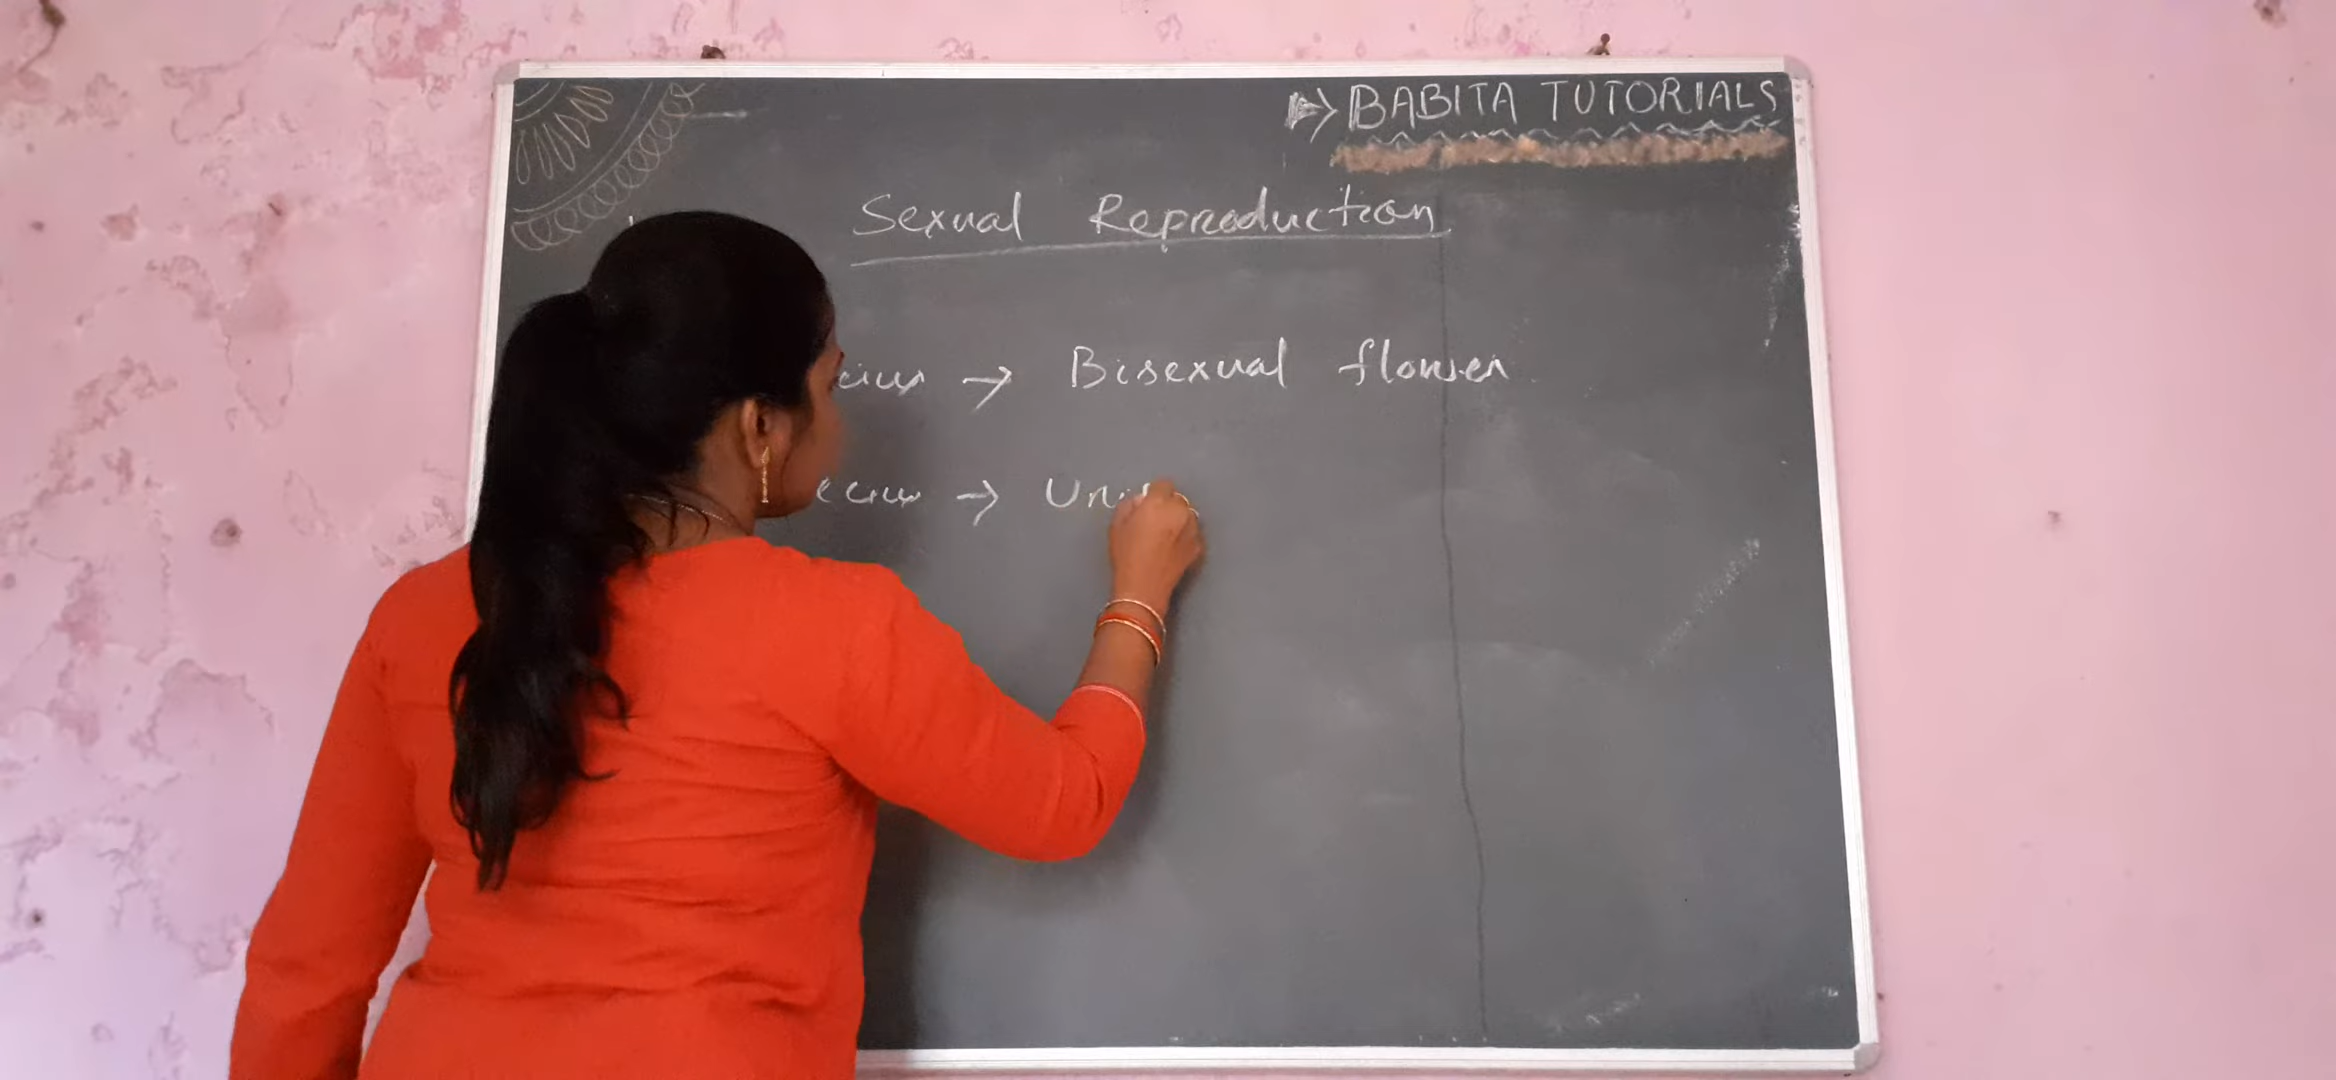 BABITA TUTORIALS
Sexual Reproduction
→ Bisexual flower
→